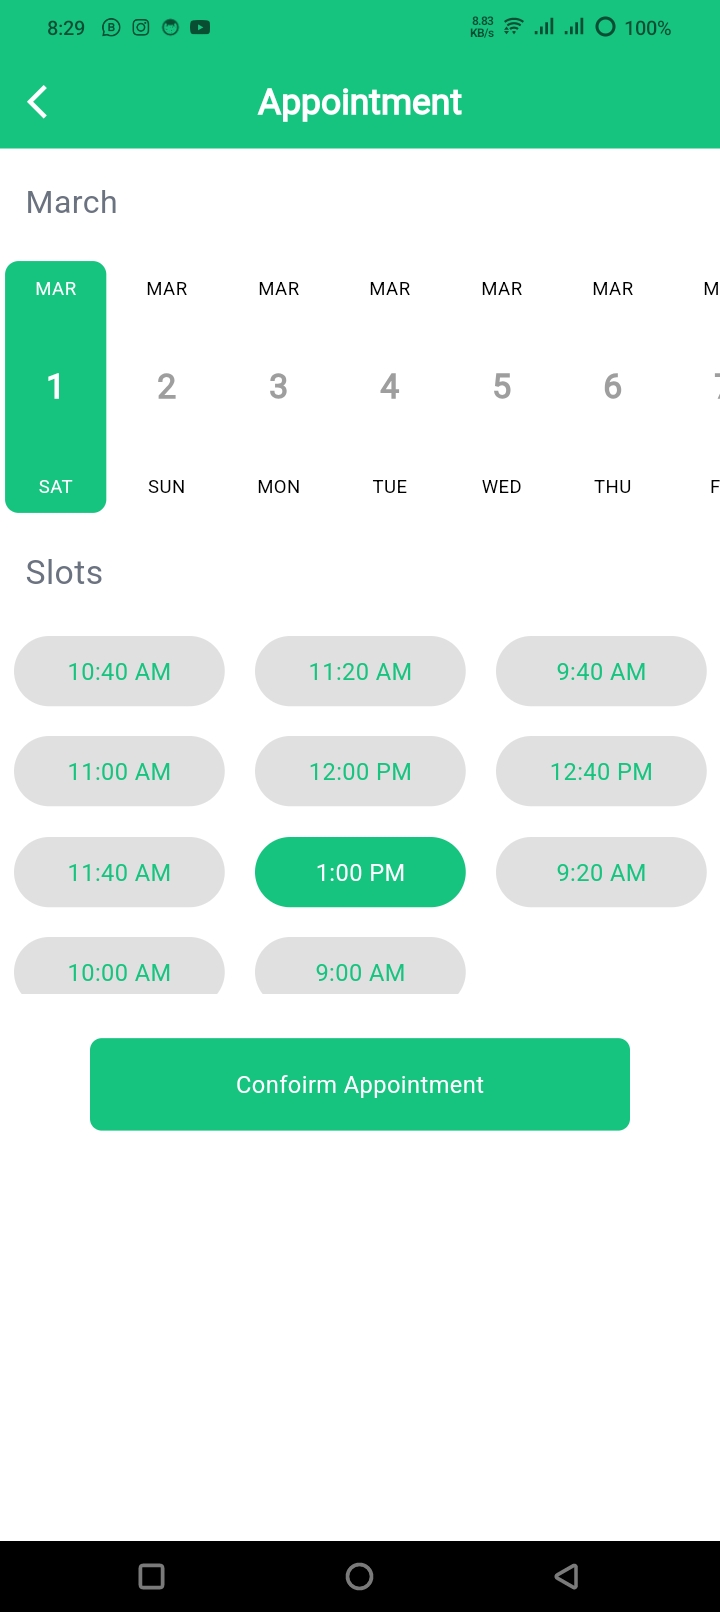 8:29 8.83 KB/s 100%
Appointment
March
MAR MAR MAR MAR MAR MAR M
1 2 3 4 5 6 7
SAT SUN MON TUE WED THU F
Slots
10:40 AM 11:20 AM 9:40 AM
11:00 AM 12:00 PM 12:40 PM
11:40 AM 1:00 PM 9:20 AM
10:00 AM 9:00 AM
Confoirm Appointment